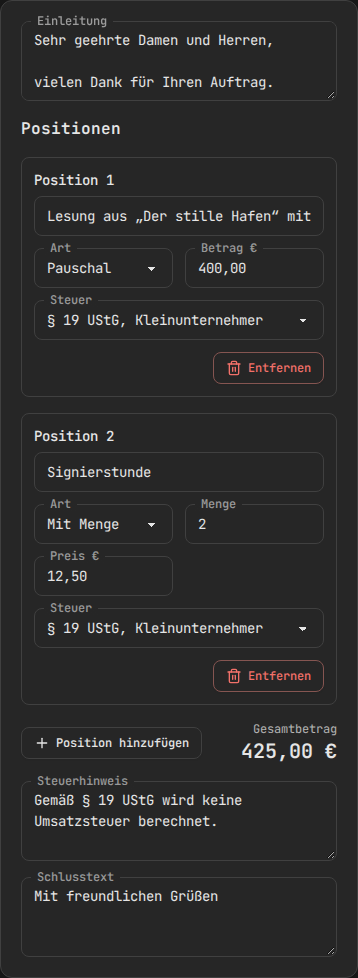 Einleitung
Sehr geehrte Damen und Herren,
vielen Dank für Ihren Auftrag.
Positionen
Position 1
Lesung aus „Der stille Hafen“ mit
Art
Betrag €
Pauschal
400,00
Steuer
§ 19 UStG, Kleinunternehmer
Entfernen
Position 2
Signierstunde
Art
Menge
Mit Menge
2
Preis €
12,50
Steuer
§ 19 UStG, Kleinunternehmer
Entfernen
Gesamtbetrag
+ Position hinzufügen
425,00 €
Steuerhinweis
Gemäß § 19 UStG wird keine
Umsatzsteuer berechnet.
Schlusstext
Mit freundlichen Grüßen